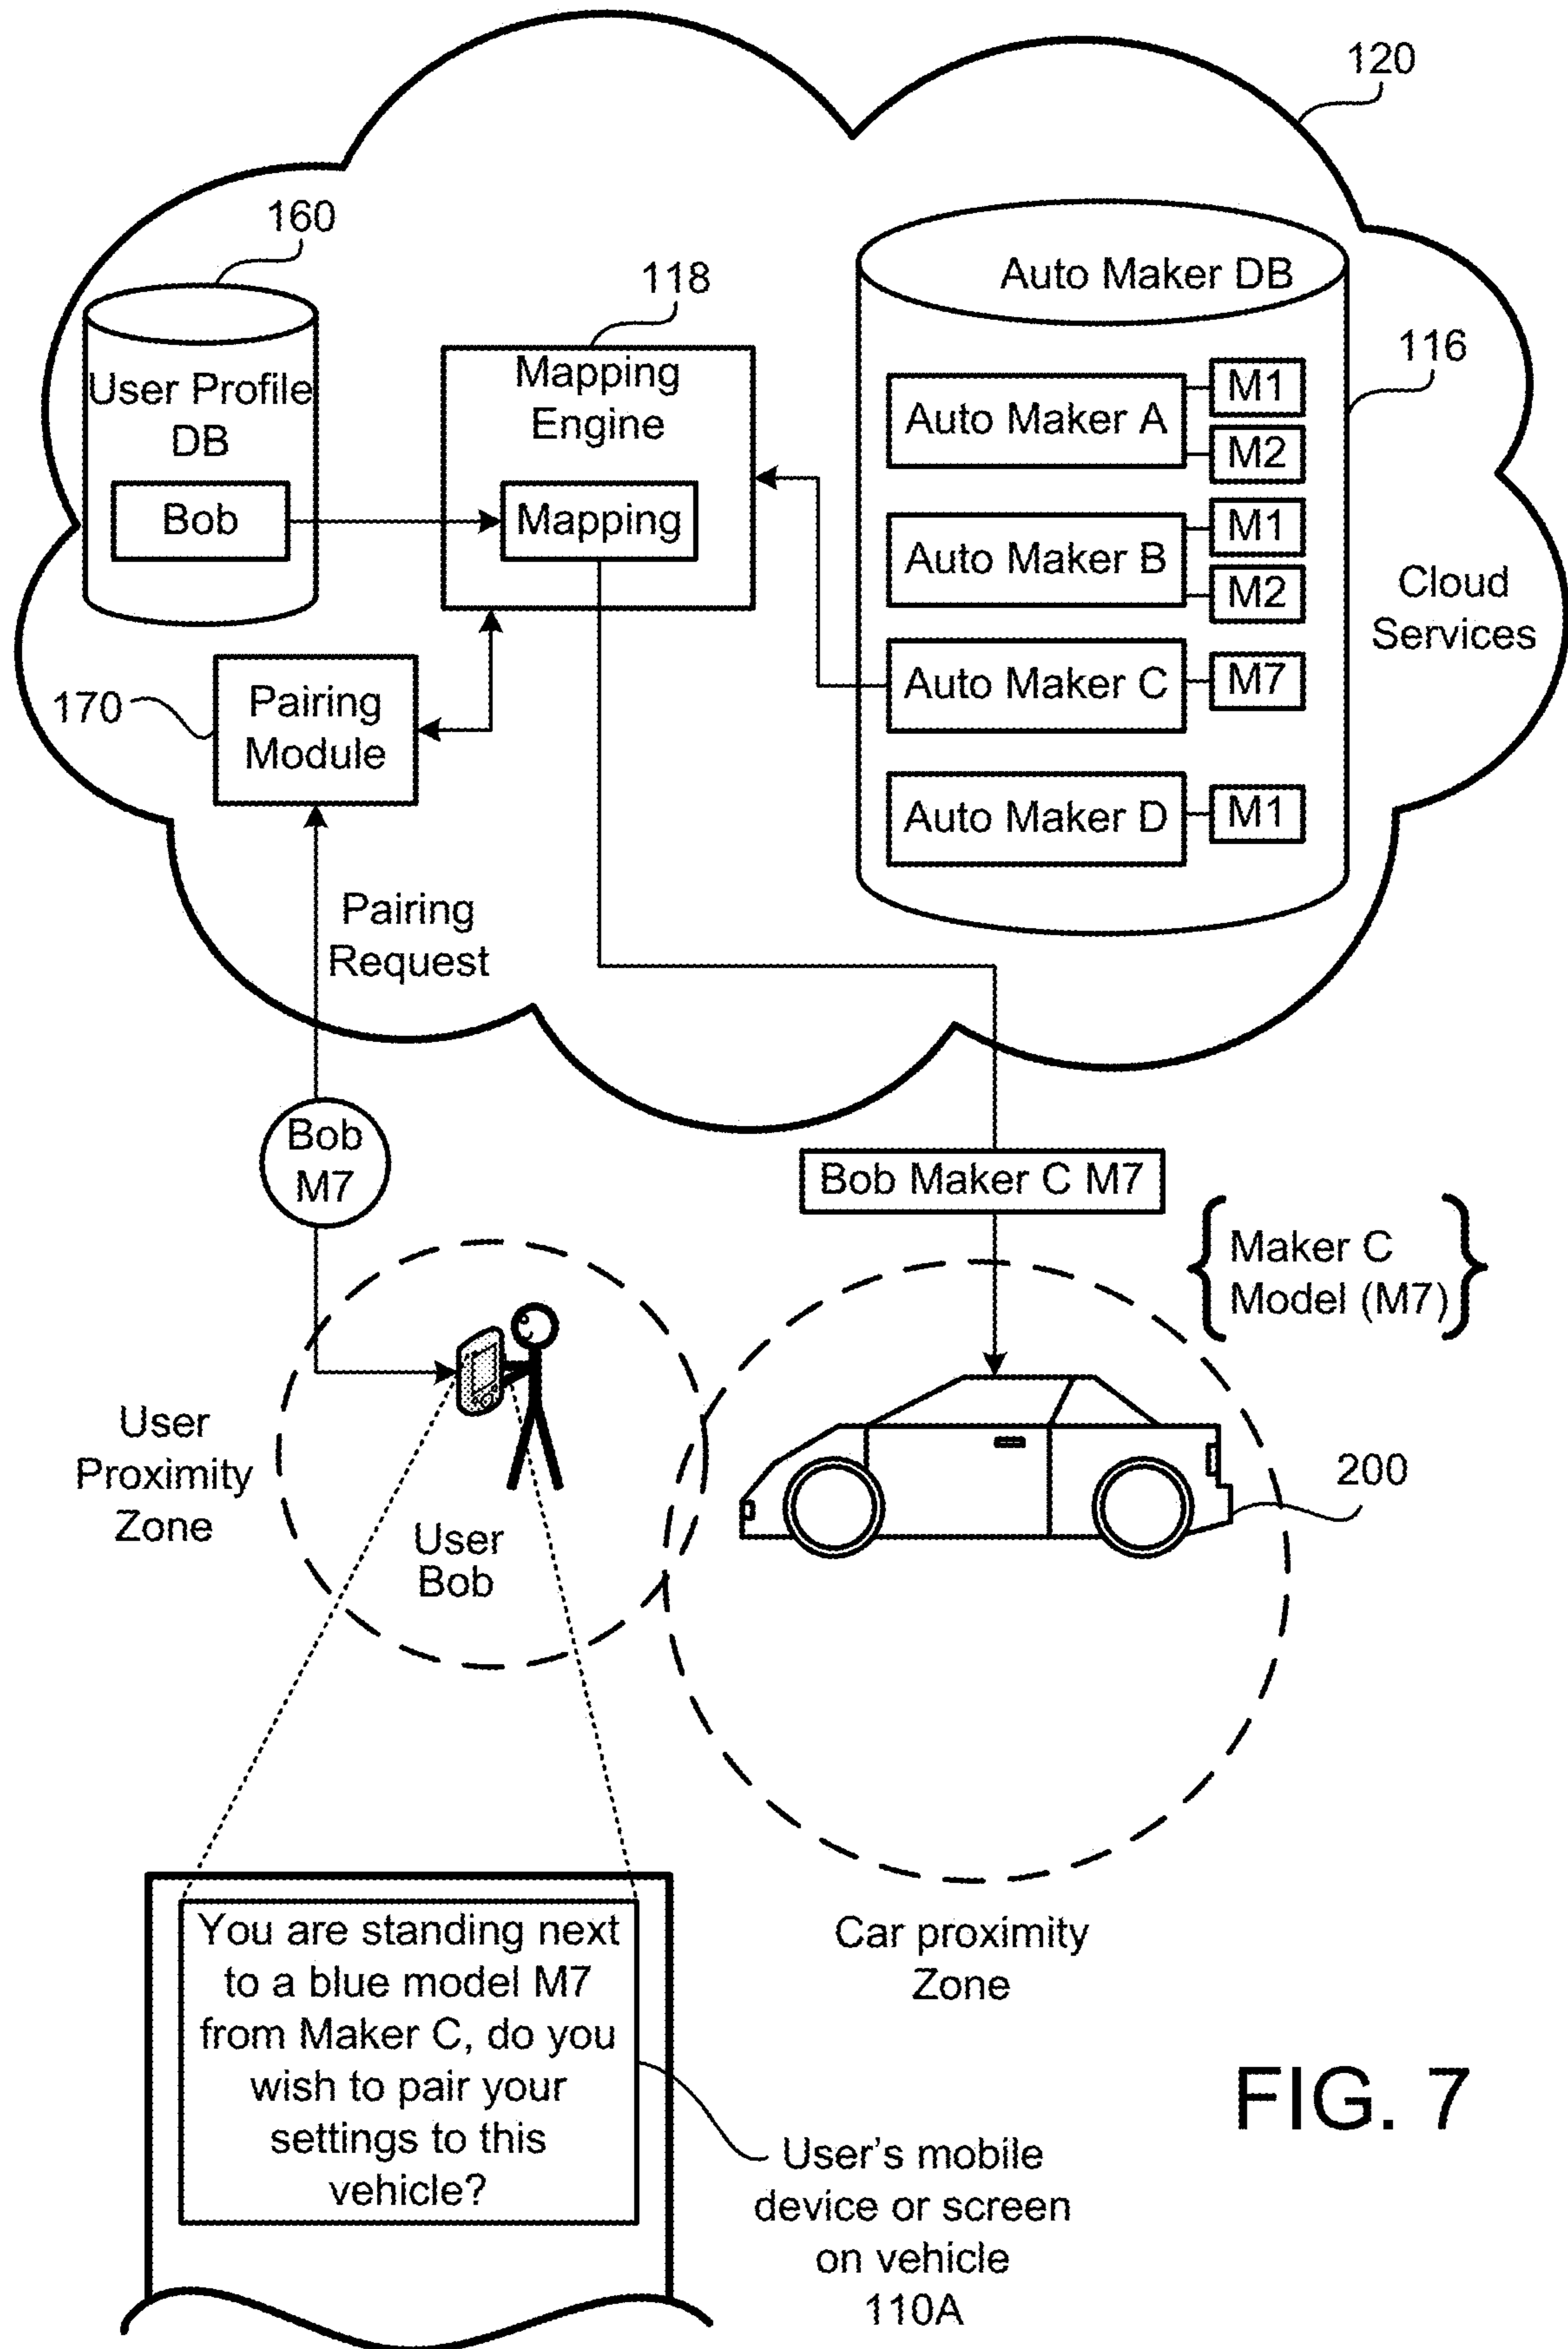 120
160
118
Auto Maker DB
116
User Profile
DB
Bob
Mapping
Engine
Mapping
Auto Maker A
M1
M2
Auto Maker B
M1
M2
Auto Maker C
M7
Auto Maker D
M1
Cloud
Services
170
Pairing
Module
Pairing
Request
Bob
M7
Bob Maker C M7
Maker C
Model (M7)
User
Proximity
Zone
User
Bob
200
Car proximity
Zone
You are standing next
to a blue model M7
from Maker C, do you
wish to pair your
settings to this
vehicle?
User's mobile
device or screen
on vehicle
110A
FIG. 7